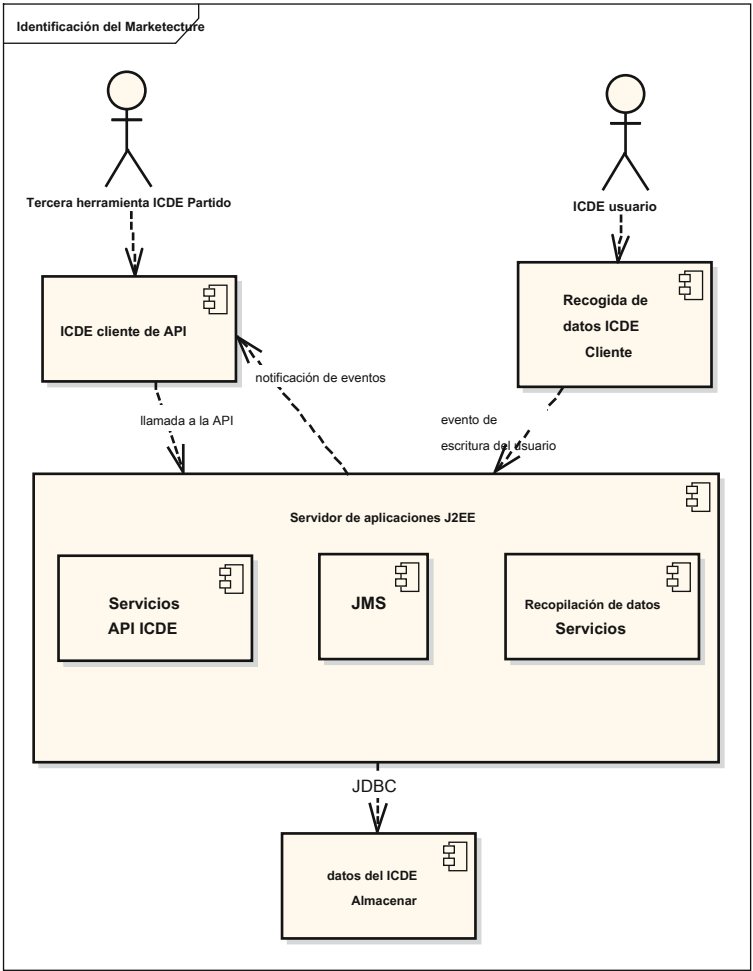 Identificación del Marketecture
Tercera herramienta ICDE Partido
ICDE usuario
ICDE cliente de API
Recogida de
datos ICDE
Cliente
notificación de eventos
llamada a la API
evento de
escritura del usuario
Servidor de aplicaciones J2EE
Servicios
API ICDE
JMS
Recopilación de datos
Servicios
JDBC
datos del ICDE
Almacenar